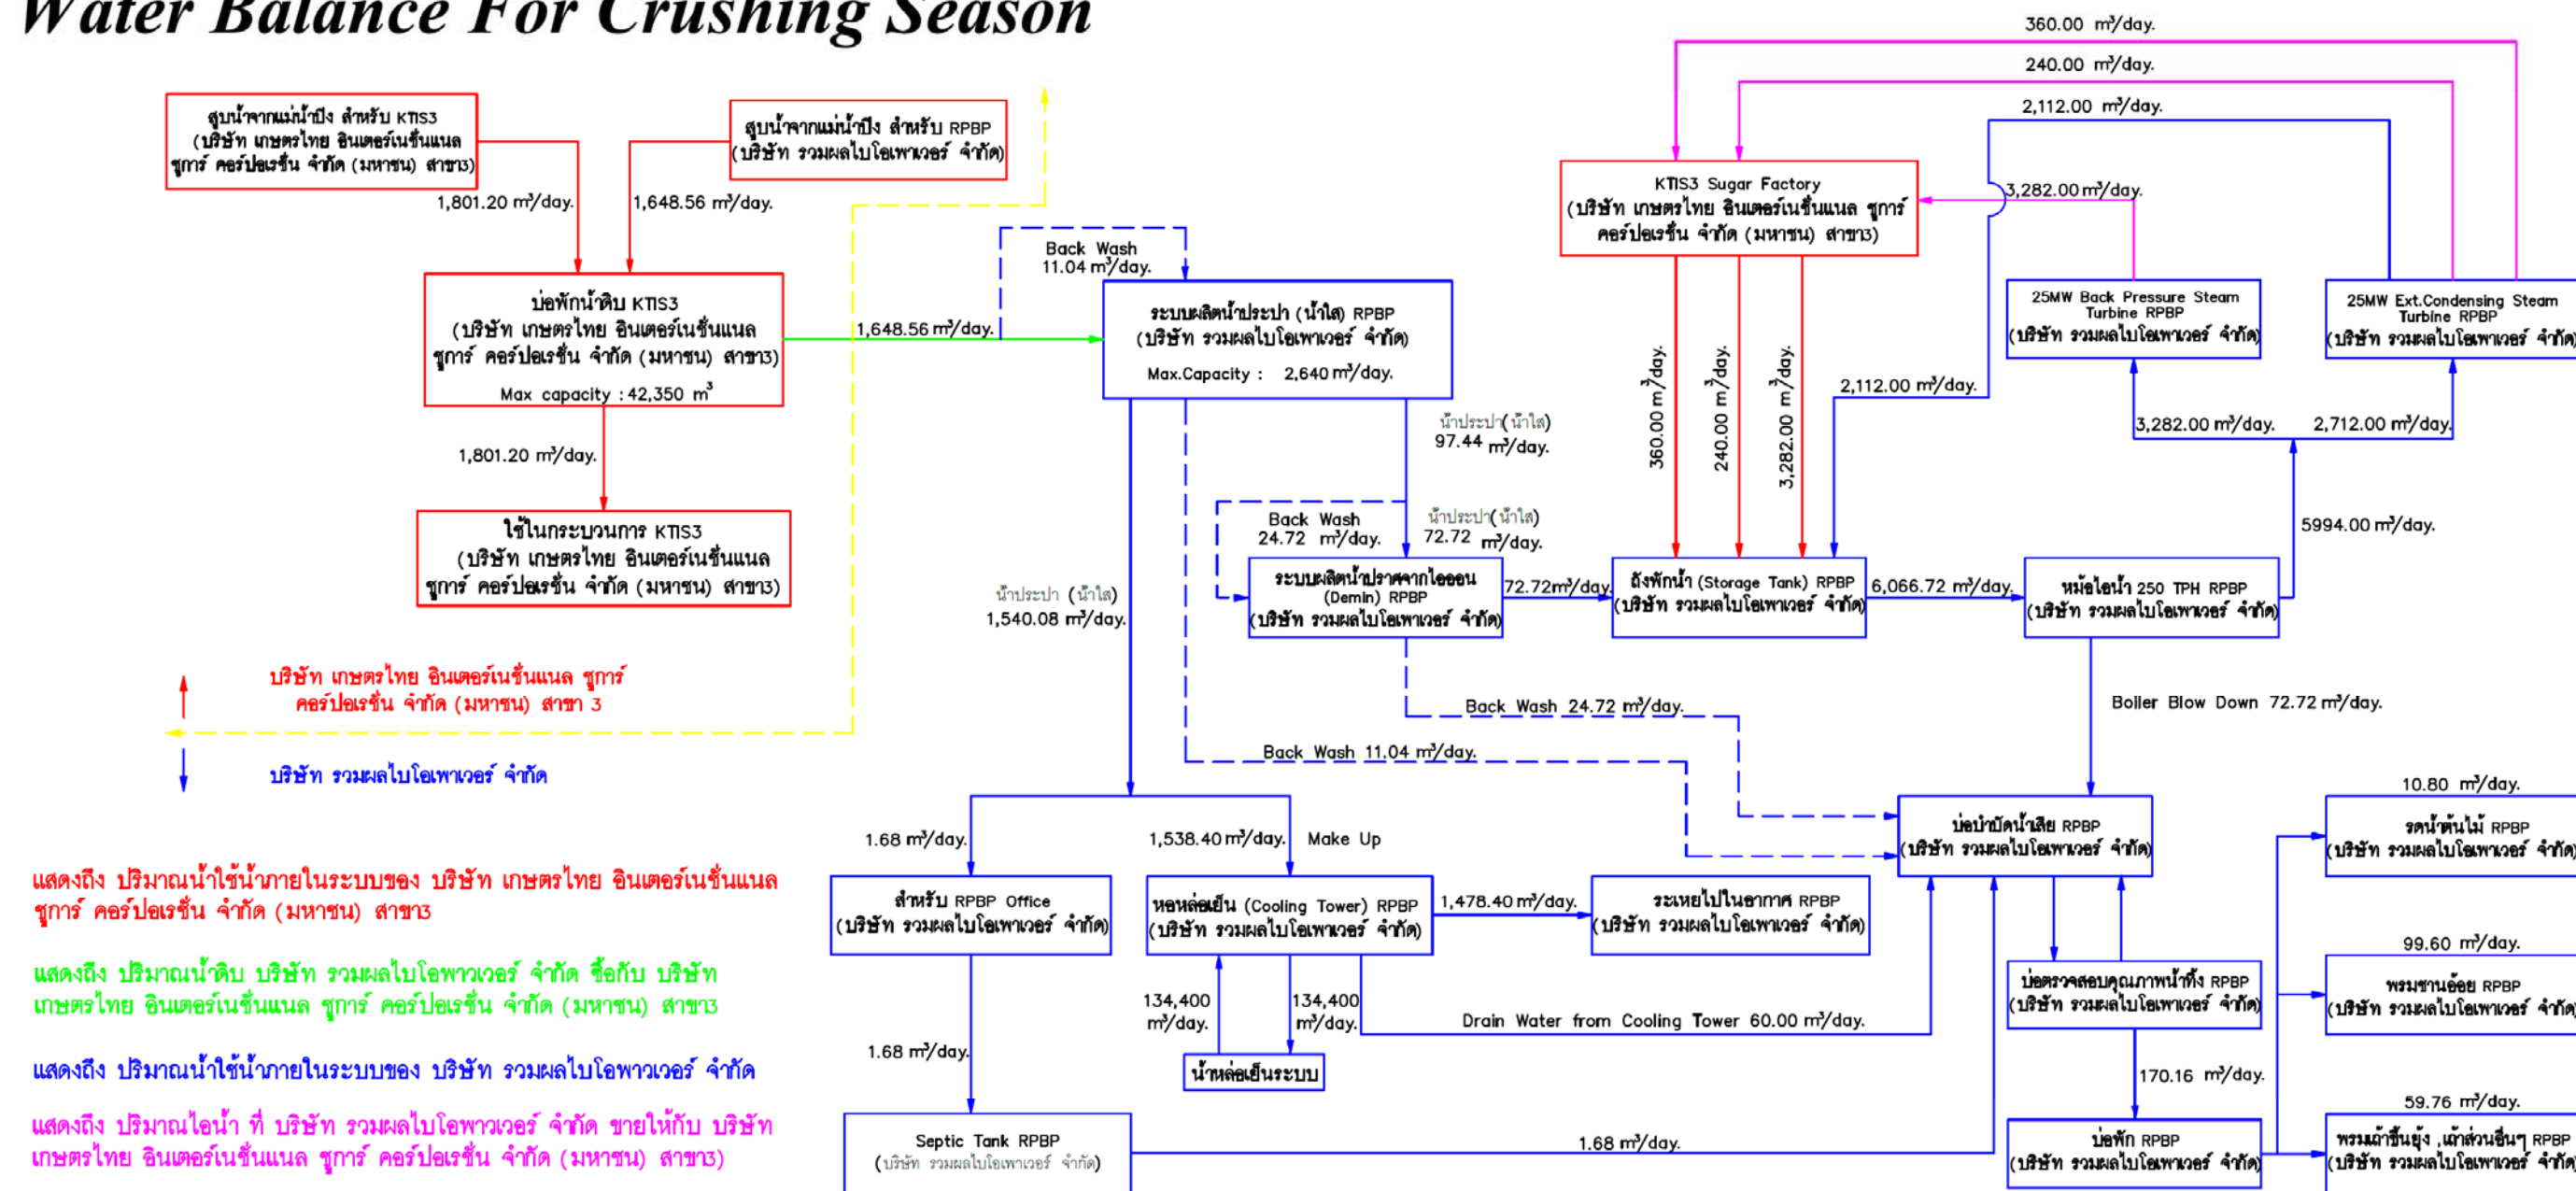 Water Balance For Crushing Season
สูบน้ำจากแม่น้ำปิง สำหรับ KTIS3
(บริษัท เกษตรไทย อินเตอร์เนชั่นแนล
ชูการ์ คอร์ปอเรชั่น จำกัด (มหาชน) สาขา3)
สูบน้ำจากแม่น้ำปิง สำหรับ RPBP
(บริษัท รวมผลไบโอเพาเวอร์ จำกัด)
1,801.20 m³/day.
1,648.56 m³/day.
บ่อพักน้ำดิบ KTIS3
(บริษัท เกษตรไทย อินเตอร์เนชั่นแนล
ชูการ์ คอร์ปอเรชั่น จำกัด (มหาชน) สาขา3)
Max capacity : 42,350 m³
1,801.20 m³/day.
ใช้ในกระบวนการ KTIS3
(บริษัท เกษตรไทย อินเตอร์เนชั่นแนล
ชูการ์ คอร์ปอเรชั่น จำกัด (มหาชน) สาขา3)
1,648.56 m³/day.
Back Wash
11.04 m³/day.
ระบบผลิตน้ำประปา (น้ำใส) RPBP
(บริษัท รวมผลไบโอเพาเวอร์ จำกัด)
Max.Capacity : 2,640 m³/day.
น้ำประปา(น้ำใส)
97.44 m³/day.
Back Wash
24.72 m³/day.
น้ำประปา(น้ำใส)
72.72 m³/day.
ระบบผลิตน้ำปราศจากไอออน
(Demin) RPBP
(บริษัท รวมผลไบโอเพาเวอร์ จำกัด)
72.72m³/day.
น้ำประปา (น้ำใส)
1,540.08 m³/day.
360.00 m³/day.
240.00 m³/day.
2,112.00 m³/day.
3,282.00 m³/day.
KTIS3 Sugar Factory
(บริษัท เกษตรไทย อินเตอร์เนชั่นแนล ชูการ์
คอร์ปอเรชั่น จำกัด (มหาชน) สาขา3)
25MW Back Pressure Steam
Turbine RPBP
(บริษัท รวมผลไบโอเพาเวอร์ จำกัด)
25MW Ext.Condensing Steam
Turbine RPBP
(บริษัท รวมผลไบโอเพาเวอร์ จำกัด)
360.00 m³/day.
240.00 m³/day.
3,282.00 m³/day.
2,112.00 m³/day.
3,282.00 m³/day.
2,712.00 m³/day.
5994.00 m³/day.
ถังพักน้ำ (Storage Tank) RPBP
(บริษัท รวมผลไบโอเพาเวอร์ จำกัด)
6,066.72 m³/day.
หม้อไอน้ำ 250 TPH RPBP
(บริษัท รวมผลไบโอเพาเวอร์ จำกัด)
Boiler Blow Down 72.72 m³/day.
Back Wash 24.72 m³/day.
Back Wash 11.04 m³/day.
บริษัท เกษตรไทย อินเตอร์เนชั่นแนล ชูการ์
คอร์ปอเรชั่น จำกัด (มหาชน) สาขา 3
บริษัท รวมผลไบโอเพาเวอร์ จำกัด
แสดงถึง ปริมาณน้ำใช้น้ำภายในระบบของ บริษัท เกษตรไทย อินเตอร์เนชั่นแนล
ชูการ์ คอร์ปอเรชั่น จำกัด (มหาชน) สาขา3
แสดงถึง ปริมาณน้ำดิบ บริษัท รวมผลไบโอพาวเวอร์ จำกัด ซื้อกับ บริษัท
เกษตรไทย อินเตอร์เนชั่นแนล ชูการ์ คอร์ปอเรชั่น จำกัด (มหาชน) สาขา3
แสดงถึง ปริมาณน้ำใช้น้ำภายในระบบของ บริษัท รวมผลไบโอพาวเวอร์ จำกัด
แสดงถึง ปริมาณไอน้ำ ที่ บริษัท รวมผลไบโอพาวเวอร์ จำกัด ขายให้กับ บริษัท
เกษตรไทย อินเตอร์เนชั่นแนล ชูการ์ คอร์ปอเรชั่น จำกัด (มหาชน) สาขา3)
1.68 m³/day.
1,538.40 m³/day. Make Up
สำหรับ RPBP Office
(บริษัท รวมผลไบโอเพาเวอร์ จำกัด)
หอหล่อเย็น (Cooling Tower) RPBP
(บริษัท รวมผลไบโอเพาเวอร์ จำกัด)
1,478.40 m³/day.
ระเหยไปในอากาศ RPBP
(บริษัท รวมผลไบโอเพาเวอร์ จำกัด)
134,400
m³/day.
134,400
m³/day.
Drain Water from Cooling Tower 60.00 m³/day.
น้ำหล่อเย็นระบบ
1.68 m³/day.
Septic Tank RPBP
(บริษัท รวมผลไบโอเพาเวอร์ จำกัด)
1.68 m³/day.
บ่อบำบัดน้ำเสีย RPBP
(บริษัท รวมผลไบโอเพาเวอร์ จำกัด)
บ่อตรวจสอบคุณภาพน้ำทิ้ง RPBP
(บริษัท รวมผลไบโอเพาเวอร์ จำกัด)
170.16 m³/day.
บ่อพัก RPBP
(บริษัท รวมผลไบโอเพาเวอร์ จำกัด)
10.80 m³/day.
รดน้ำต้นไม้ RPBP
(บริษัท รวมผลไบโอเพาเวอร์ จำกัด)
99.60 m³/day.
พรมชานอ้อย RPBP
(บริษัท รวมผลไบโอเพาเวอร์ จำกัด)
59.76 m³/day.
พรมเถ้าขึ้นยุ้ง ,เถ้าส่วนอื่นๆ RPBP
(บริษัท รวมผลไบโอเพาเวอร์ จำกัด)